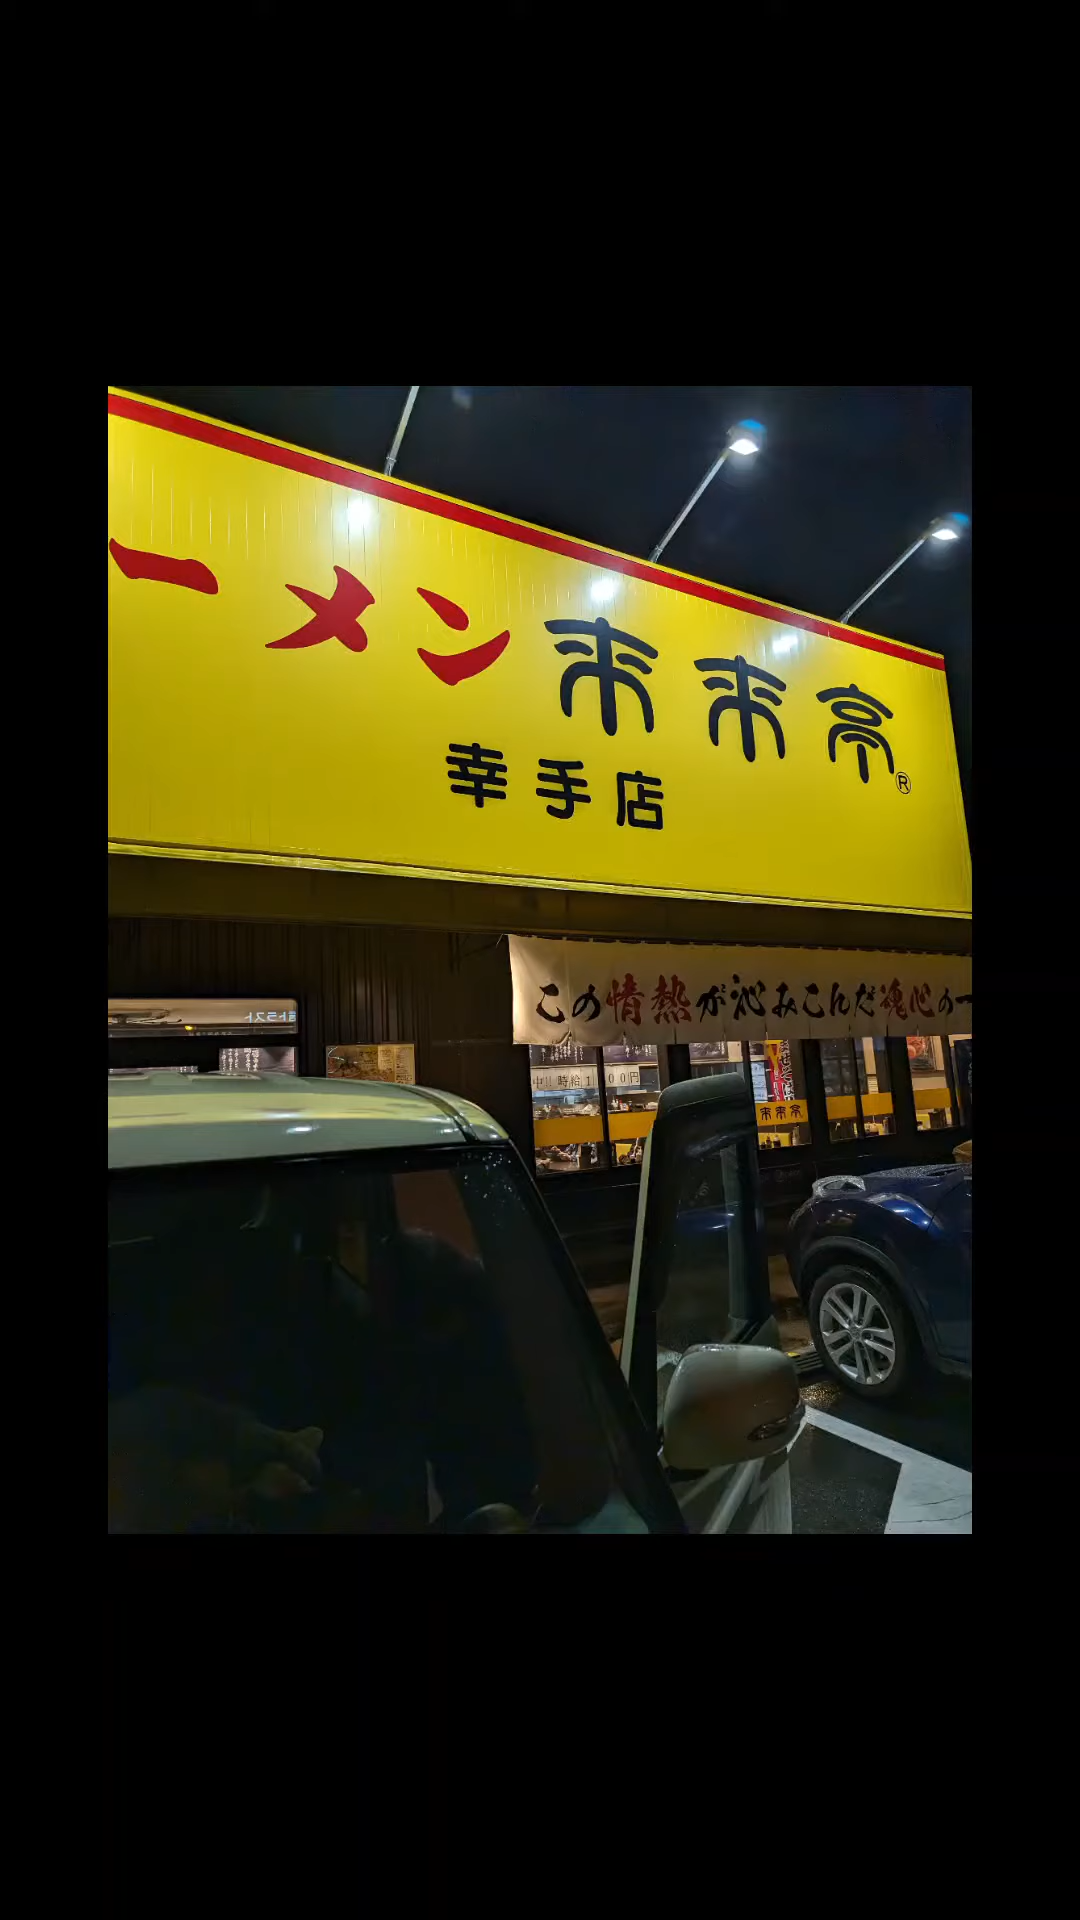 ーメン 来来亭®
幸手店
この情熱が沁みこんだ魂心の一
時給1
00円
来来亭